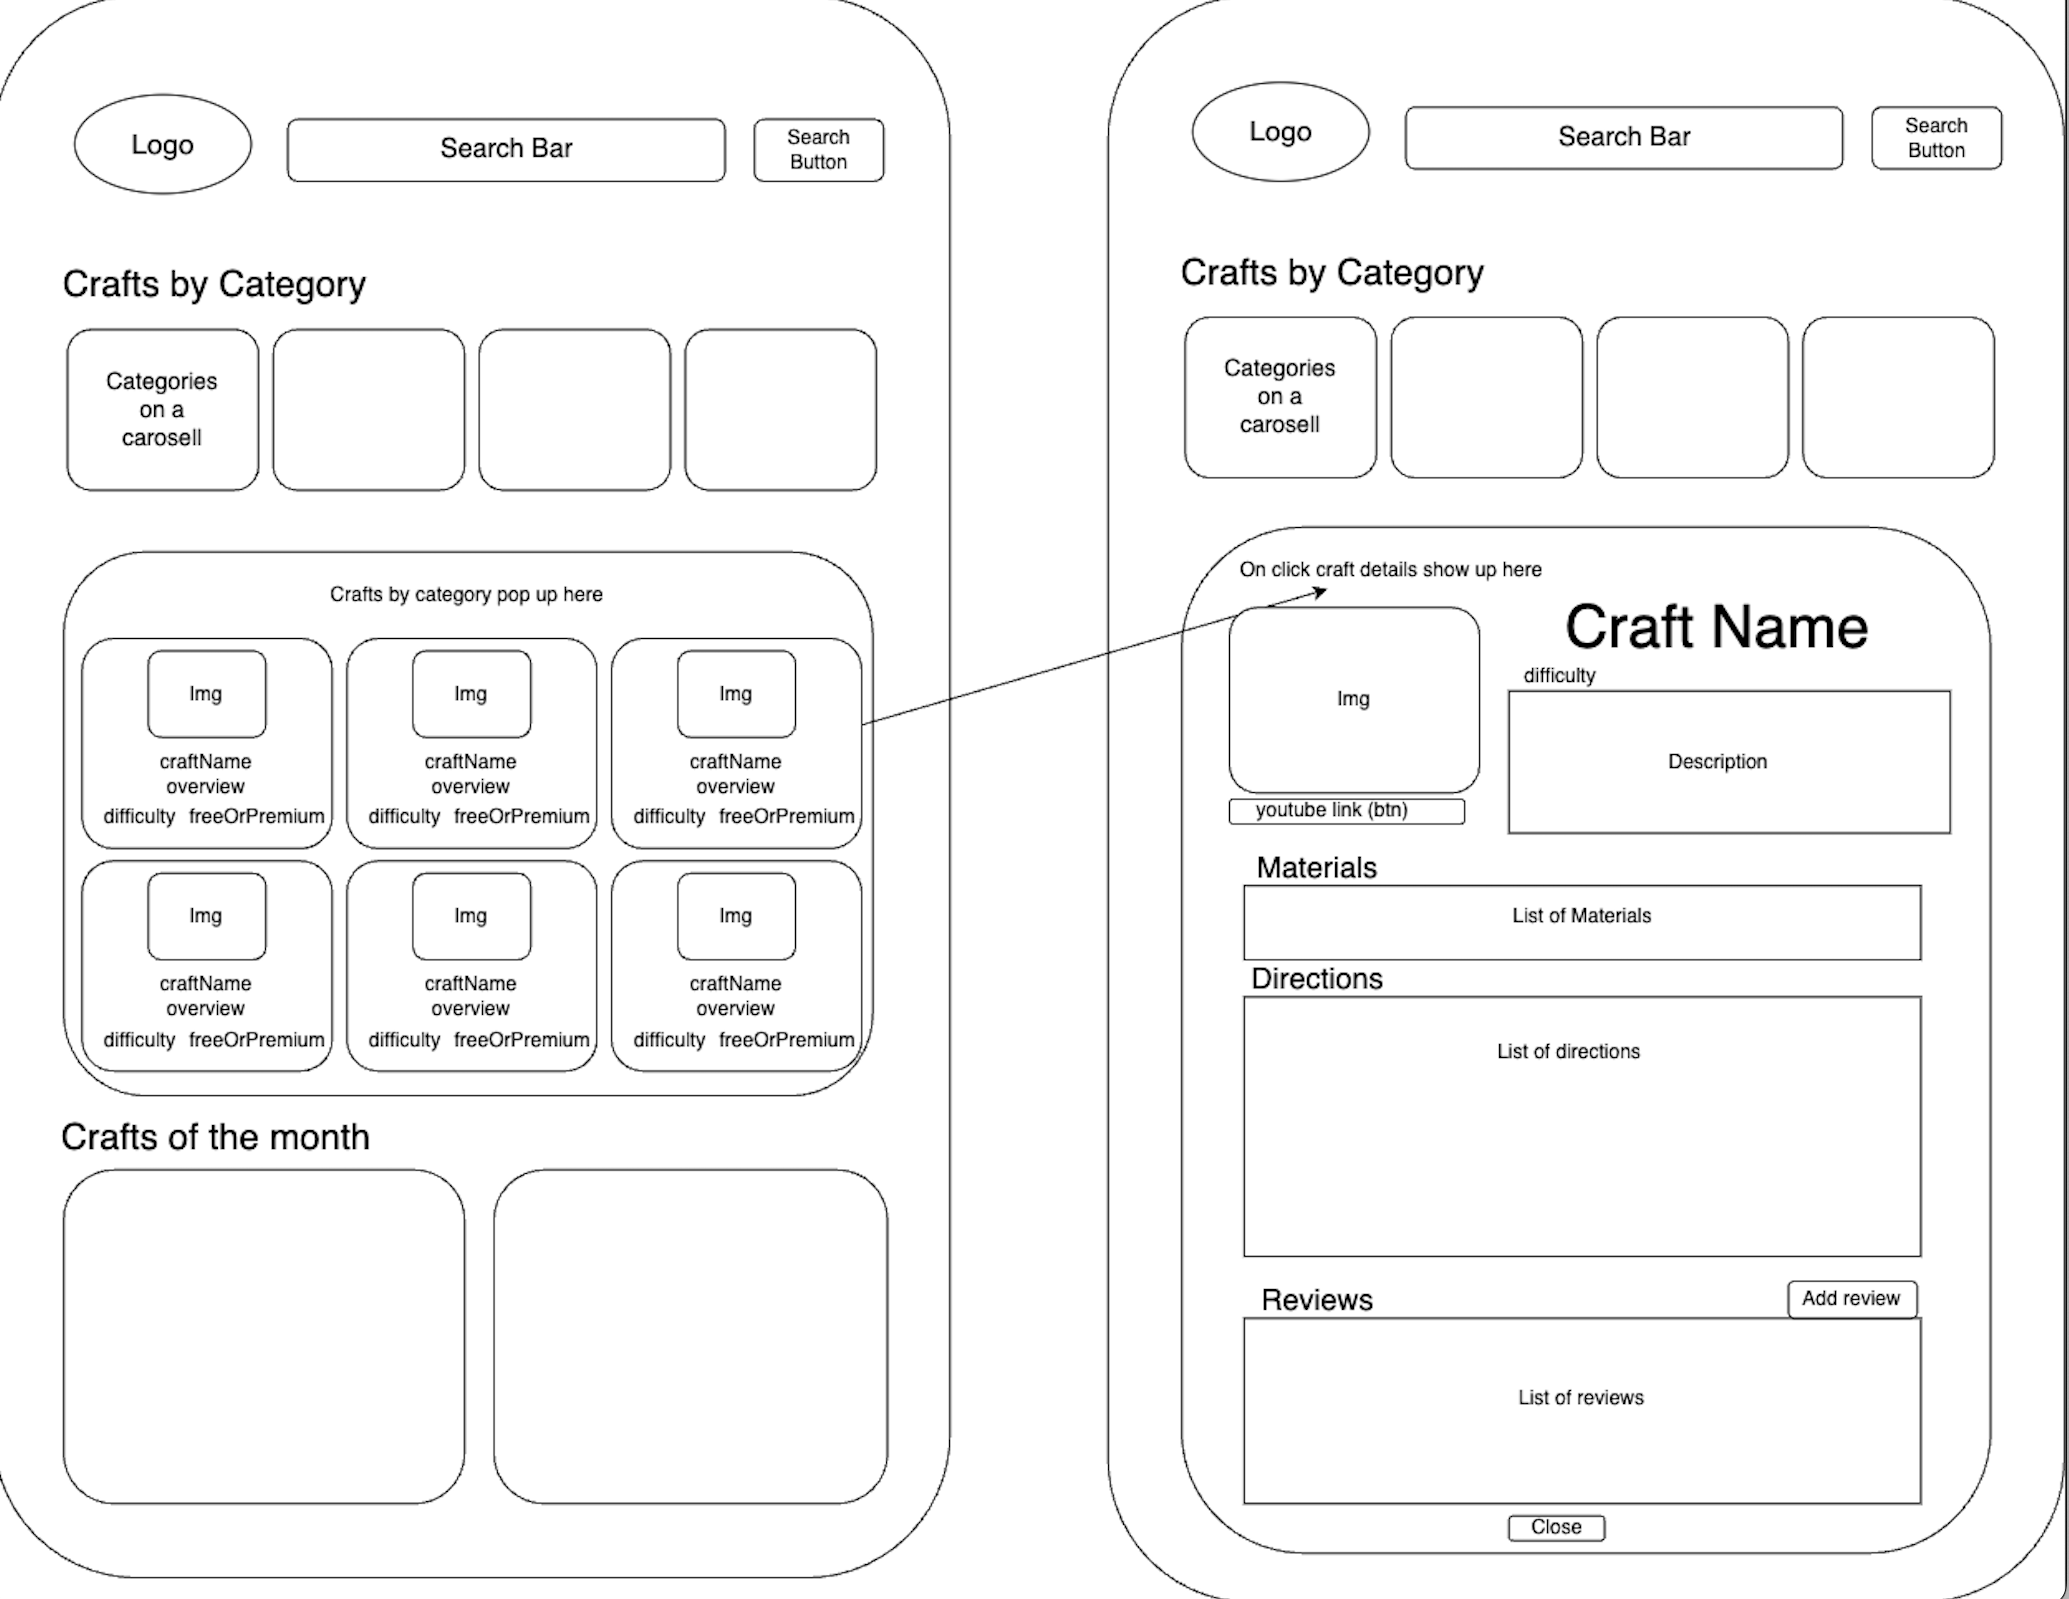 Logo
Search Bar
Search
Button
Crafts by Category
Categories
on a
carosell
Crafts by category pop up here
Img
craftName
overview
difficulty freeOrPremium
Img
craftName
overview
difficulty freeOrPremium
Img
craftName
overview
difficulty freeOrPremium
Img
craftName
overview
difficulty freeOrPremium
Img
craftName
overview
difficulty freeOrPremium
Img
craftName
overview
difficulty freeOrPremium
Crafts of the month
Logo
Search Bar
Search
Button
Crafts by Category
Categories
on a
carosell
On click craft details show up here
Img
youtube link (btn)
Craft Name
difficulty
Description
Materials
List of Materials
Directions
List of directions
Reviews
Add review
List of reviews
Close